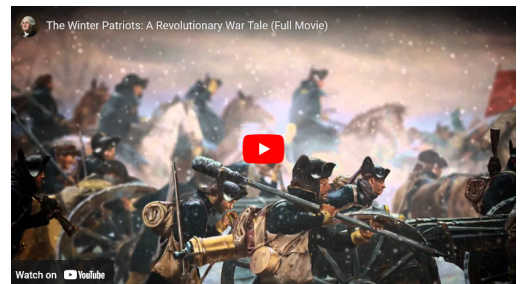 The Winter Patriots: A Revolutionary War Tale (Full Movie)
Watch on YouTube